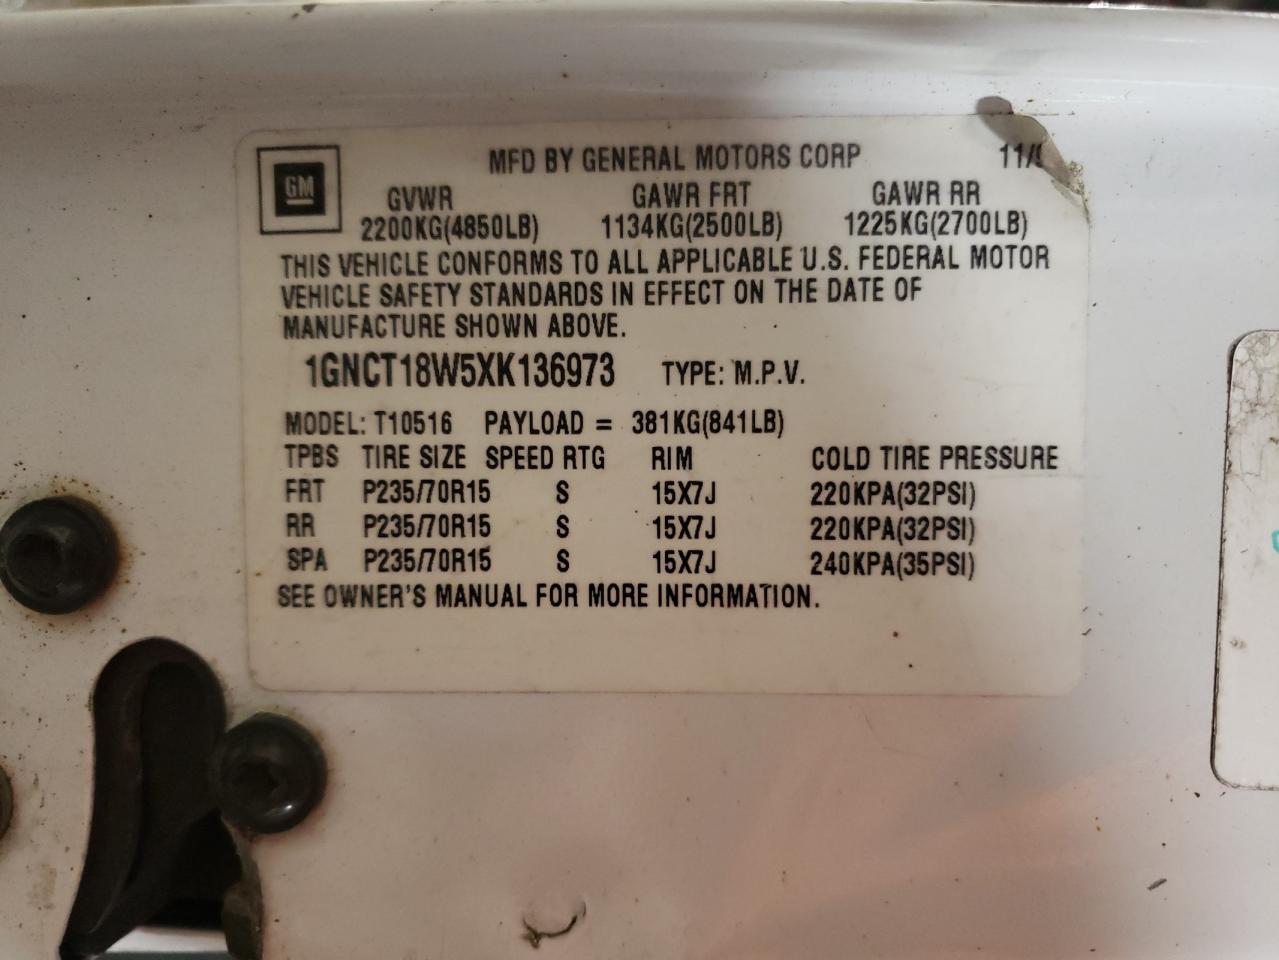 GM
MFD BY GENERAL MOTORS CORP 11/
GVWR GAWR FRT GAWR RR
2200KG(4850LB) 1134KG(2500LB) 1225KG(2700LB)
THIS VEHICLE CONFORMS TO ALL APPLICABLE U.S. FEDERAL MOTOR
VEHICLE SAFETY STANDARDS IN EFFECT ON THE DATE OF
MANUFACTURE SHOWN ABOVE.
1GNCT18W5XK136973 TYPE: M.P.V.
MODEL: T10516 PAYLOAD = 381KG(841LB)
TPBS TIRE SIZE SPEED RTG RIM COLD TIRE PRESSURE
FRT P235/70R15 S 15X7J 220KPA(32PSI)
RR P235/70R15 S 15X7J 220KPA(32PSI)
SPA P235/70R15 S 15X7J 240KPA(35PSI)
SEE OWNER'S MANUAL FOR MORE INFORMATION.